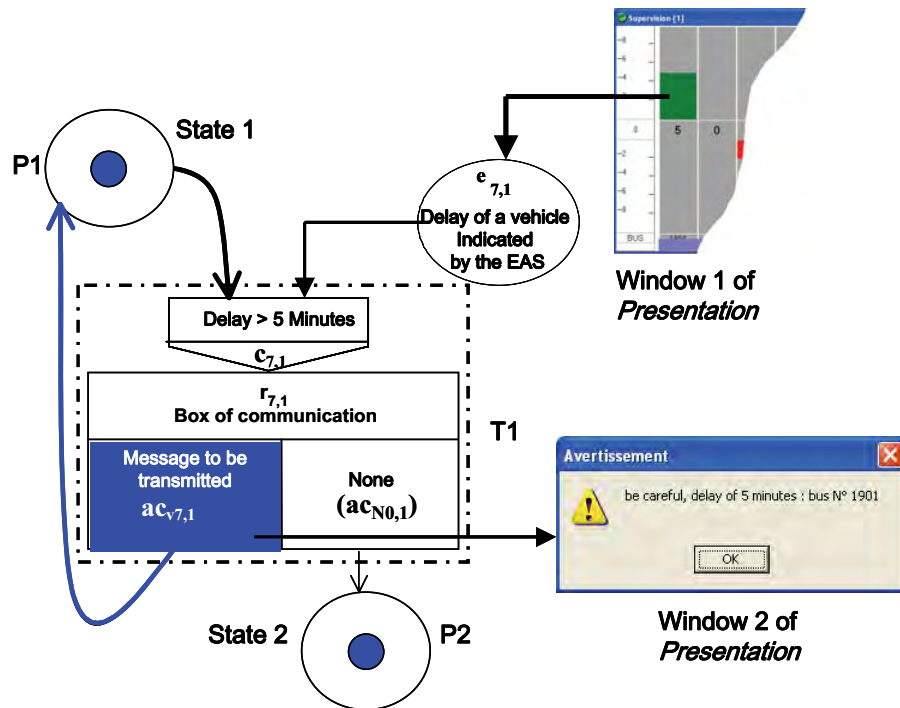 Supervision [1]
-8
-6
-4
0
5
0
-2
-4
-6
-8
BUS
Window 1 of
Presentation
State 1
P1
e 7,1
Delay of a vehicle
Indicated
by the EAS
Delay > 5 Minutes
c7,1
r7,1
Box of communication
T1
Message to be
transmitted
acv7,1
None
(acN0,1)
Avertissement
be careful, delay of 5 minutes : bus N° 1901
OK
Window 2 of
Presentation
State 2
P2